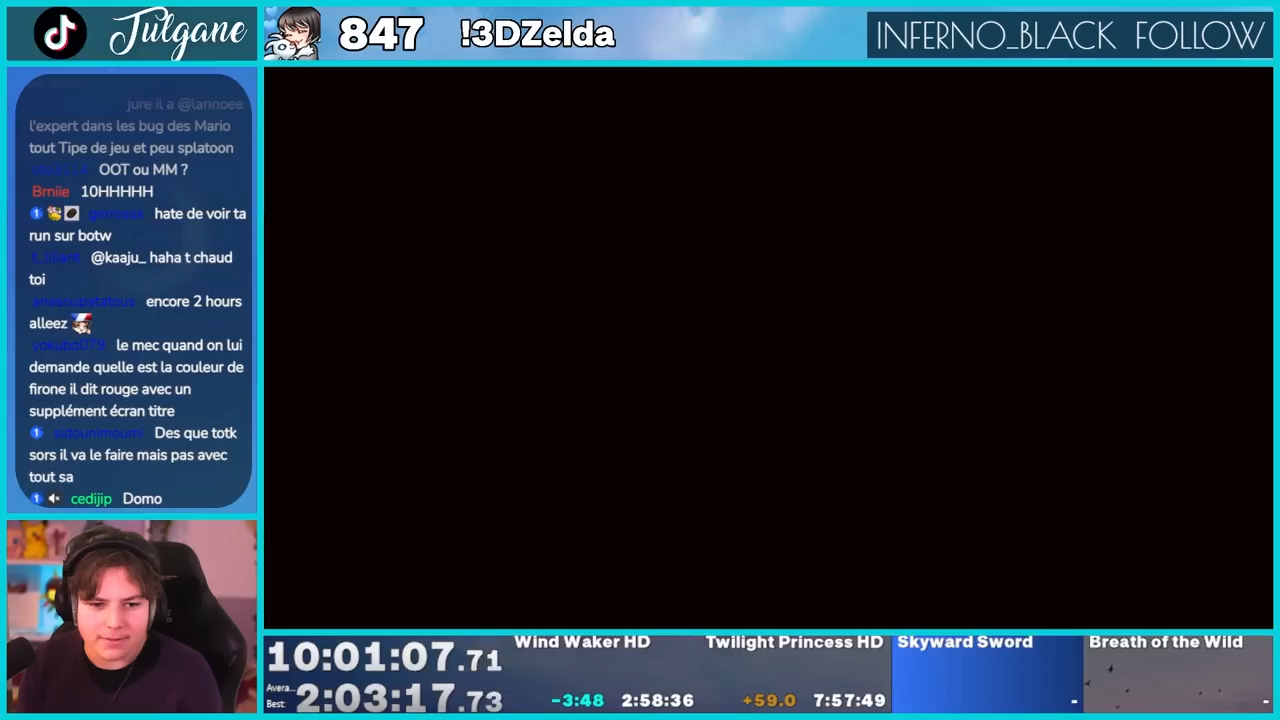 Julgane
847
!3DZelda
INFERNO_BLACK FOLLOW
jure il a @lannoee
l'expert dans les bug des Mario
tout Tipe de jeu et peu splatoon
OOT ou MM ?
Brniie 10HHHHH
hate de voir ta
run sur botw
@kaaju_ haha t chaud
toi
encore 2 hours
alleez
yokubo079 le mec quand on lui
demande quelle est la couleur de
firone il dit rouge avec un
supplément écran titre
sidounimoumi Des que totk
sors il va le faire mais pas avec
tout sa
cedijip Domo
10:01:07.71
Avera...
Best: 2:03:17.73
Wind Waker HD
-3:48 2:58:36
Twilight Princess HD
+59.0 7:57:49
Skyward Sword
-
Breath of the Wild
-